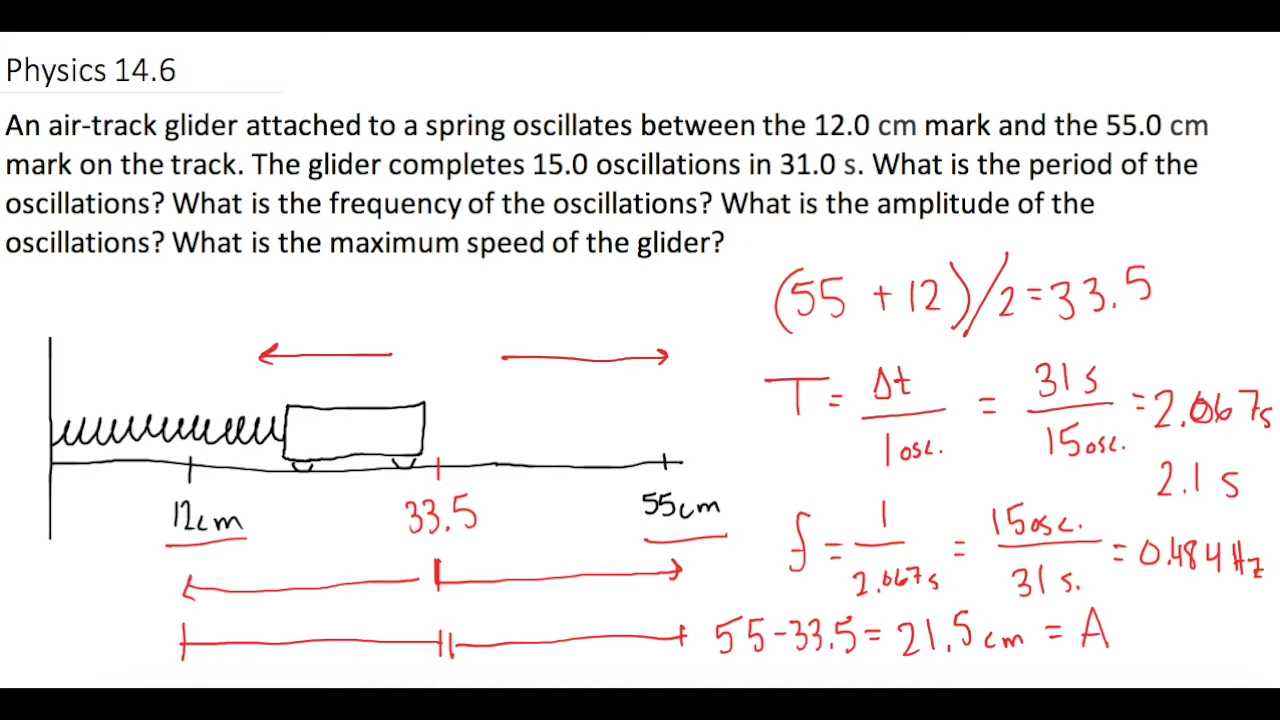 Physics 14.6
An air-track glider attached to a spring oscillates between the 12.0 cm mark and the 55.0 cm
mark on the track. The glider completes 15.0 oscillations in 31.0 s. What is the period of the
oscillations? What is the frequency of the oscillations? What is the amplitude of the
oscillations? What is the maximum speed of the glider?
(55 + 12)/2 = 33.5
T = Δt / 1 osc. = 31 s / 15 osc. = 2.067 s
2.1 s
12cm 33.5 55cm
f = 1 / 2.067 s = 15 osc. / 31 s. = 0.484 Hz
55 - 33.5 = 21.5 cm = A